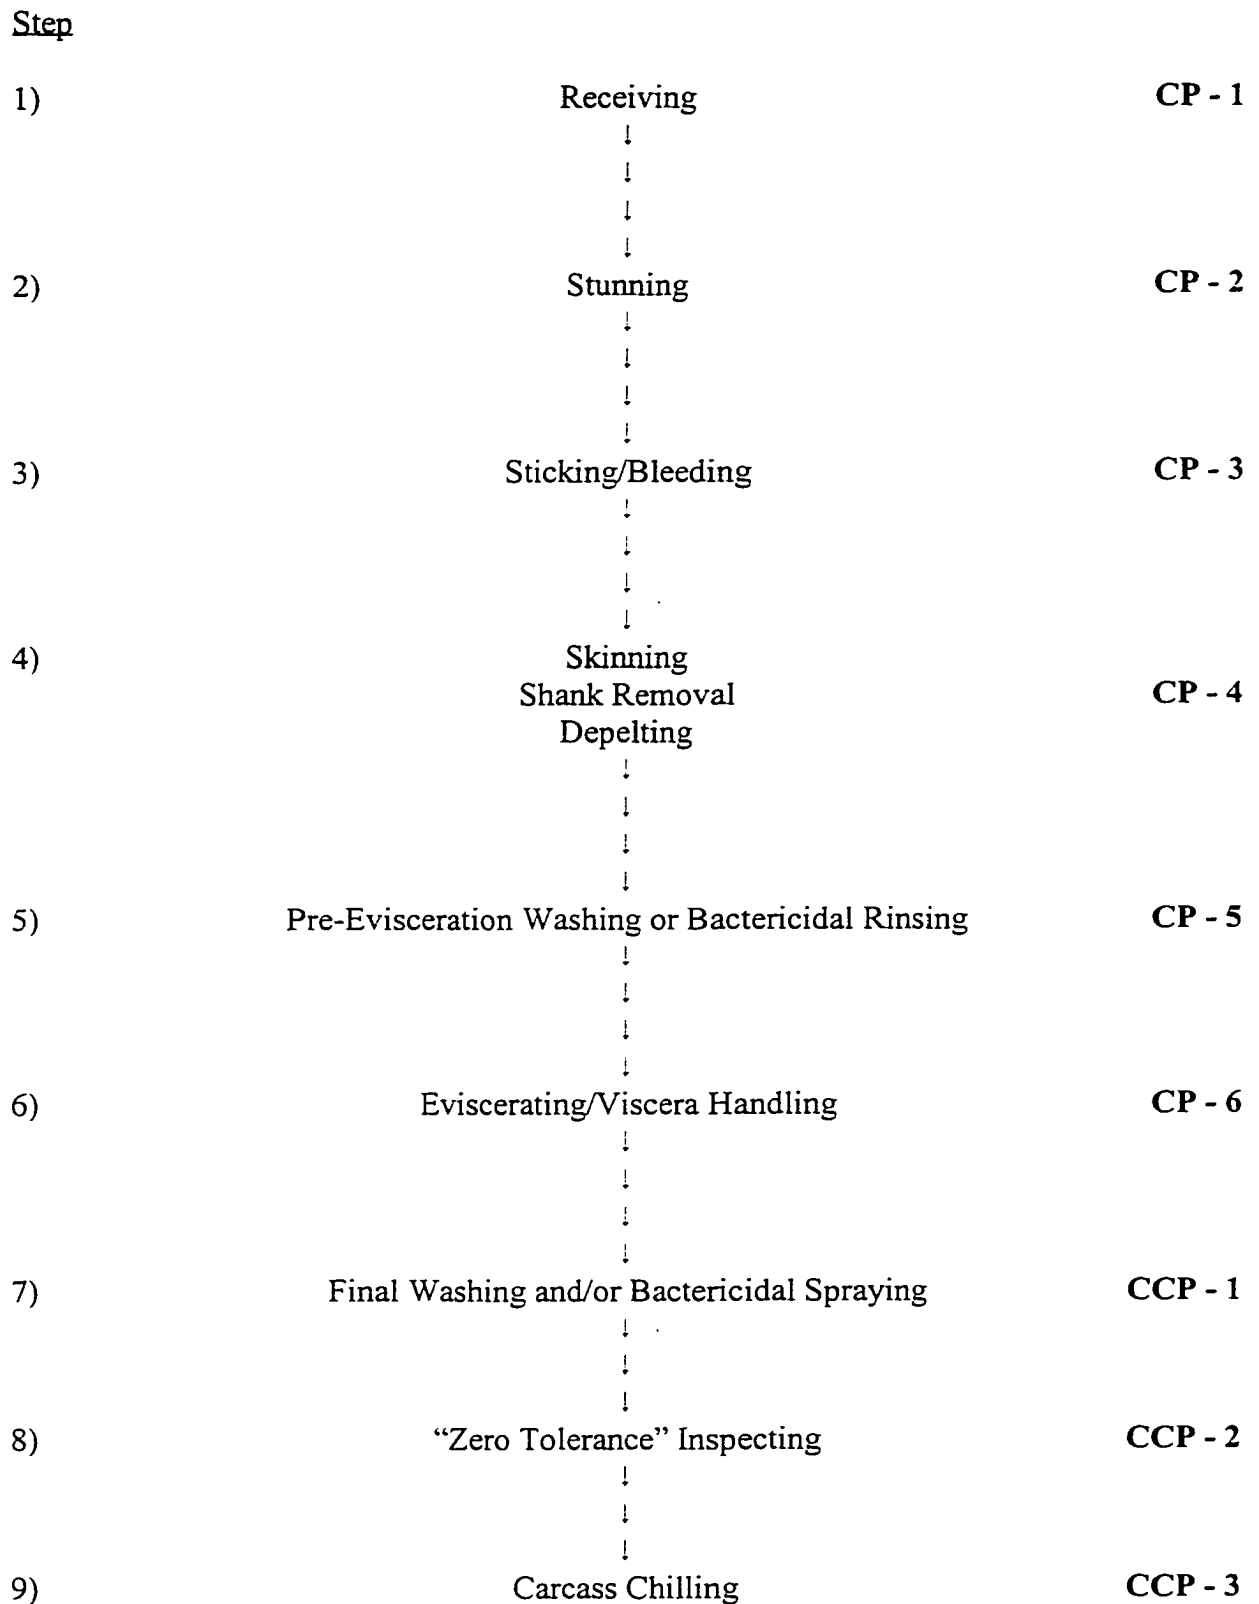 Step
1) Receiving CP - 1
2) Stunning CP - 2
3) Sticking/Bleeding CP - 3
4) Skinning
Shank Removal CP - 4
Depelting
5) Pre-Evisceration Washing or Bactericidal Rinsing CP - 5
6) Eviscerating/Viscera Handling CP - 6
7) Final Washing and/or Bactericidal Spraying CCP - 1
8) “Zero Tolerance” Inspecting CCP - 2
9) Carcass Chilling CCP - 3